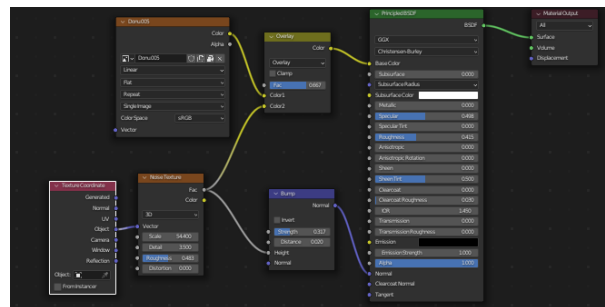 Donu005
Color
Alpha
Donu005
Linear
Flat
Repeat
Single Image
Color Space
sRGB
Vector
Overlay
Color
Overlay
Clamp
Fac
0.867
Color1
Color2
Principled BSDF
BSDF
GGX
Christensen-Burley
Base Color
Subsurface
0.000
Subsurface Radius
Subsurface Color
Metallic
0.000
Specular
0.498
Specular Tint
0.000
Roughness
0.425
Anisotropic
0.000
Anisotropic Rotation
0.000
Sheen
0.000
Sheen Tint
0.500
Clearcoat
0.000
Clearcoat Roughness
0.030
IOR
1.450
Transmission
0.000
Transmission Roughness
0.000
Emission
Emission Strength
1.000
Alpha
1.000
Normal
Clearcoat Normal
Tangent
Material Output
All
Surface
Volume
Displacement
Texture Coordinate
Generated
Normal
UV
Object
Camera
Window
Reflection
Object:
From Instancer
Noise Texture
Fac
Color
3D
Vector
Scale
54.400
Detail
3.500
Roughness
0.483
Distortion
0.000
Bump
Normal
Invert
Strength
0.317
Distance
0.020
Height
Normal